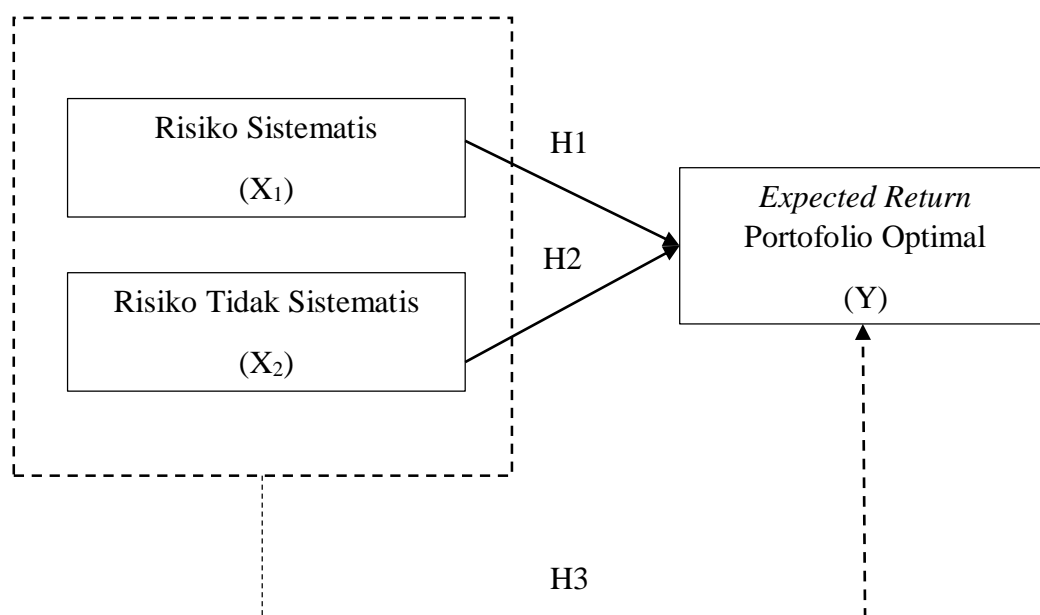 Risiko Sistematis
(X₁)
H1
Expected Return
Portofolio Optimal
(Y)
H2
Risiko Tidak Sistematis
(X₂)
H3